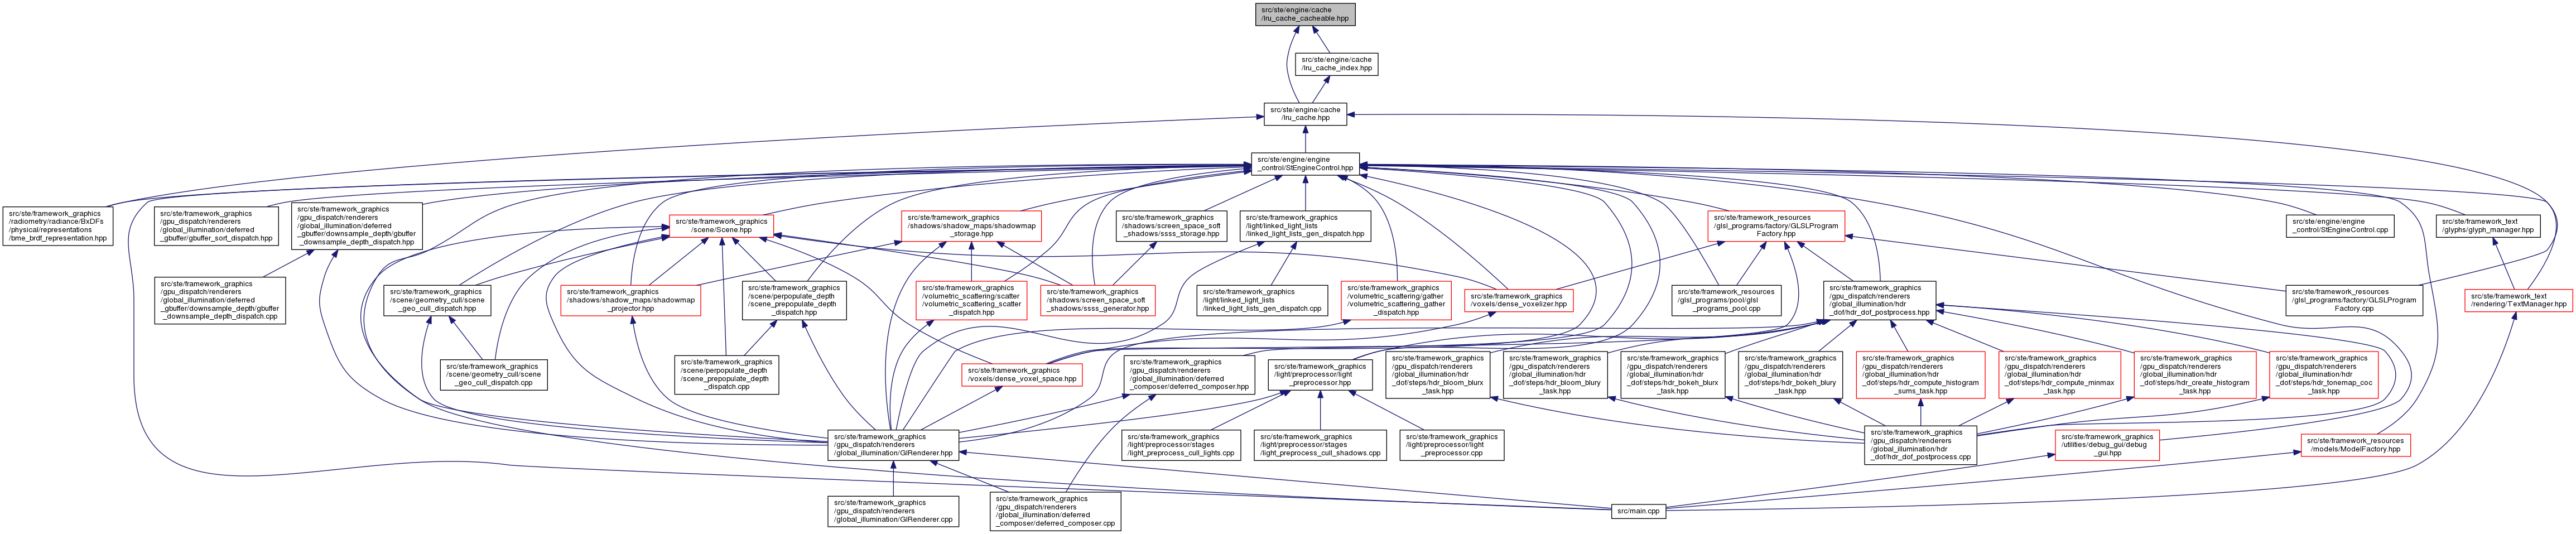 src/ste/engine/cache
/lru_cache_cacheable.hpp
src/ste/engine/cache
/lru_cache_index.hpp
src/ste/engine/cache
/lru_cache.hpp
src/ste/engine/engine
_control/StEngineControl.hpp
src/ste/framework_graphics
/radiometry/radiance/BxDFs
/physical/representations
/tsme_brdf_representation.hpp
src/ste/framework_graphics
/gpu_dispatch/renderers
/global_illumination/deferred
_gbuffer/gbuffer_sort_dispatch.hpp
src/ste/framework_graphics
/gpu_dispatch/renderers
/global_illumination/deferred
_gbuffer/downsample_depth/gbuffer
_downsample_depth_dispatch.hpp
src/ste/framework_graphics
/scene/Scene.hpp
src/ste/framework_graphics
/shadows/shadow_maps/shadowmap
_storage.hpp
src/ste/framework_graphics
/shadows/screen_space_soft
_shadows/ssss_storage.hpp
src/ste/framework_graphics
/light/linked_light_lists
/linked_light_lists_gen_dispatch.hpp
src/ste/framework_resources
/glsl_programs/factory/GLSLProgram
Factory.hpp
src/ste/engine/engine
_control/StEngineControl.cpp
src/ste/framework_text
/glyphs/glyph_manager.hpp
src/ste/framework_graphics
/gpu_dispatch/renderers
/global_illumination/deferred
_gbuffer/downsample_depth/gbuffer
_downsample_depth_dispatch.cpp
src/ste/framework_graphics
/scene/geometry_cull/scene
_geo_cull_dispatch.hpp
src/ste/framework_graphics
/shadows/shadow_maps/shadowmap
_projector.hpp
src/ste/framework_graphics
/scene/perpopulate_depth
/scene_prepopulate_depth
_dispatch.hpp
src/ste/framework_graphics
/volumetric_scattering/scatter
/volumetric_scattering_scatter
_dispatch.hpp
src/ste/framework_graphics
/shadows/screen_space_soft
_shadows/ssss_generator.hpp
src/ste/framework_graphics
/light/linked_light_lists
/linked_light_lists_gen_dispatch.cpp
src/ste/framework_graphics
/volumetric_scattering/gather
/volumetric_scattering_gather
_dispatch.hpp
src/ste/framework_graphics
/voxels/dense_voxelizer.hpp
src/ste/framework_resources
/glsl_programs/pool/glsl
_programs_pool.cpp
src/ste/framework_graphics
/gpu_dispatch/renderers
/global_illumination/hdr
_dof/hdr_dof_postprocess.hpp
src/ste/framework_resources
/glsl_programs/factory/GLSLProgram
Factory.cpp
src/ste/framework_text
/rendering/TextManager.hpp
src/ste/framework_graphics
/scene/geometry_cull/scene
_geo_cull_dispatch.cpp
src/ste/framework_graphics
/scene/perpopulate_depth
/scene_prepopulate_depth
_dispatch.cpp
src/ste/framework_graphics
/voxels/dense_voxel_space.hpp
src/ste/framework_graphics
/gpu_dispatch/renderers
/global_illumination/deferred
_composer/deferred_composer.hpp
src/ste/framework_graphics
/light/preprocessor/light
_preprocessor.hpp
src/ste/framework_graphics
/gpu_dispatch/renderers
/global_illumination/hdr
_dof/steps/hdr_bloom_blurx
_task.hpp
src/ste/framework_graphics
/gpu_dispatch/renderers
/global_illumination/hdr
_dof/steps/hdr_bloom_blury
_task.hpp
src/ste/framework_graphics
/gpu_dispatch/renderers
/global_illumination/hdr
_dof/steps/hdr_bokeh_blurx
_task.hpp
src/ste/framework_graphics
/gpu_dispatch/renderers
/global_illumination/hdr
_dof/steps/hdr_bokeh_blury
_task.hpp
src/ste/framework_graphics
/gpu_dispatch/renderers
/global_illumination/hdr
_dof/steps/hdr_compute_histogram
_sums_task.hpp
src/ste/framework_graphics
/gpu_dispatch/renderers
/global_illumination/hdr
_dof/steps/hdr_compute_minmax
_task.hpp
src/ste/framework_graphics
/gpu_dispatch/renderers
/global_illumination/hdr
_dof/steps/hdr_create_histogram
_task.hpp
src/ste/framework_graphics
/gpu_dispatch/renderers
/global_illumination/hdr
_dof/steps/hdr_tonemap_coc
_task.hpp
src/ste/framework_graphics
/gpu_dispatch/renderers
/global_illumination/GIRenderer.hpp
src/ste/framework_graphics
/light/preprocessor/stages
/light_preprocess_cull_lights.cpp
src/ste/framework_graphics
/light/preprocessor/stages
/light_preprocess_cull_shadows.cpp
src/ste/framework_graphics
/light/preprocessor/light
_preprocessor.cpp
src/ste/framework_graphics
/gpu_dispatch/renderers
/global_illumination/hdr
_dof/hdr_dof_postprocess.cpp
src/ste/framework_graphics
/utilities/debug_gui/debug
_gui.hpp
src/ste/framework_resources
/models/ModelFactory.hpp
src/ste/framework_graphics
/gpu_dispatch/renderers
/global_illumination/GIRenderer.cpp
src/ste/framework_graphics
/gpu_dispatch/renderers
/global_illumination/deferred
_composer/deferred_composer.cpp
src/main.cpp